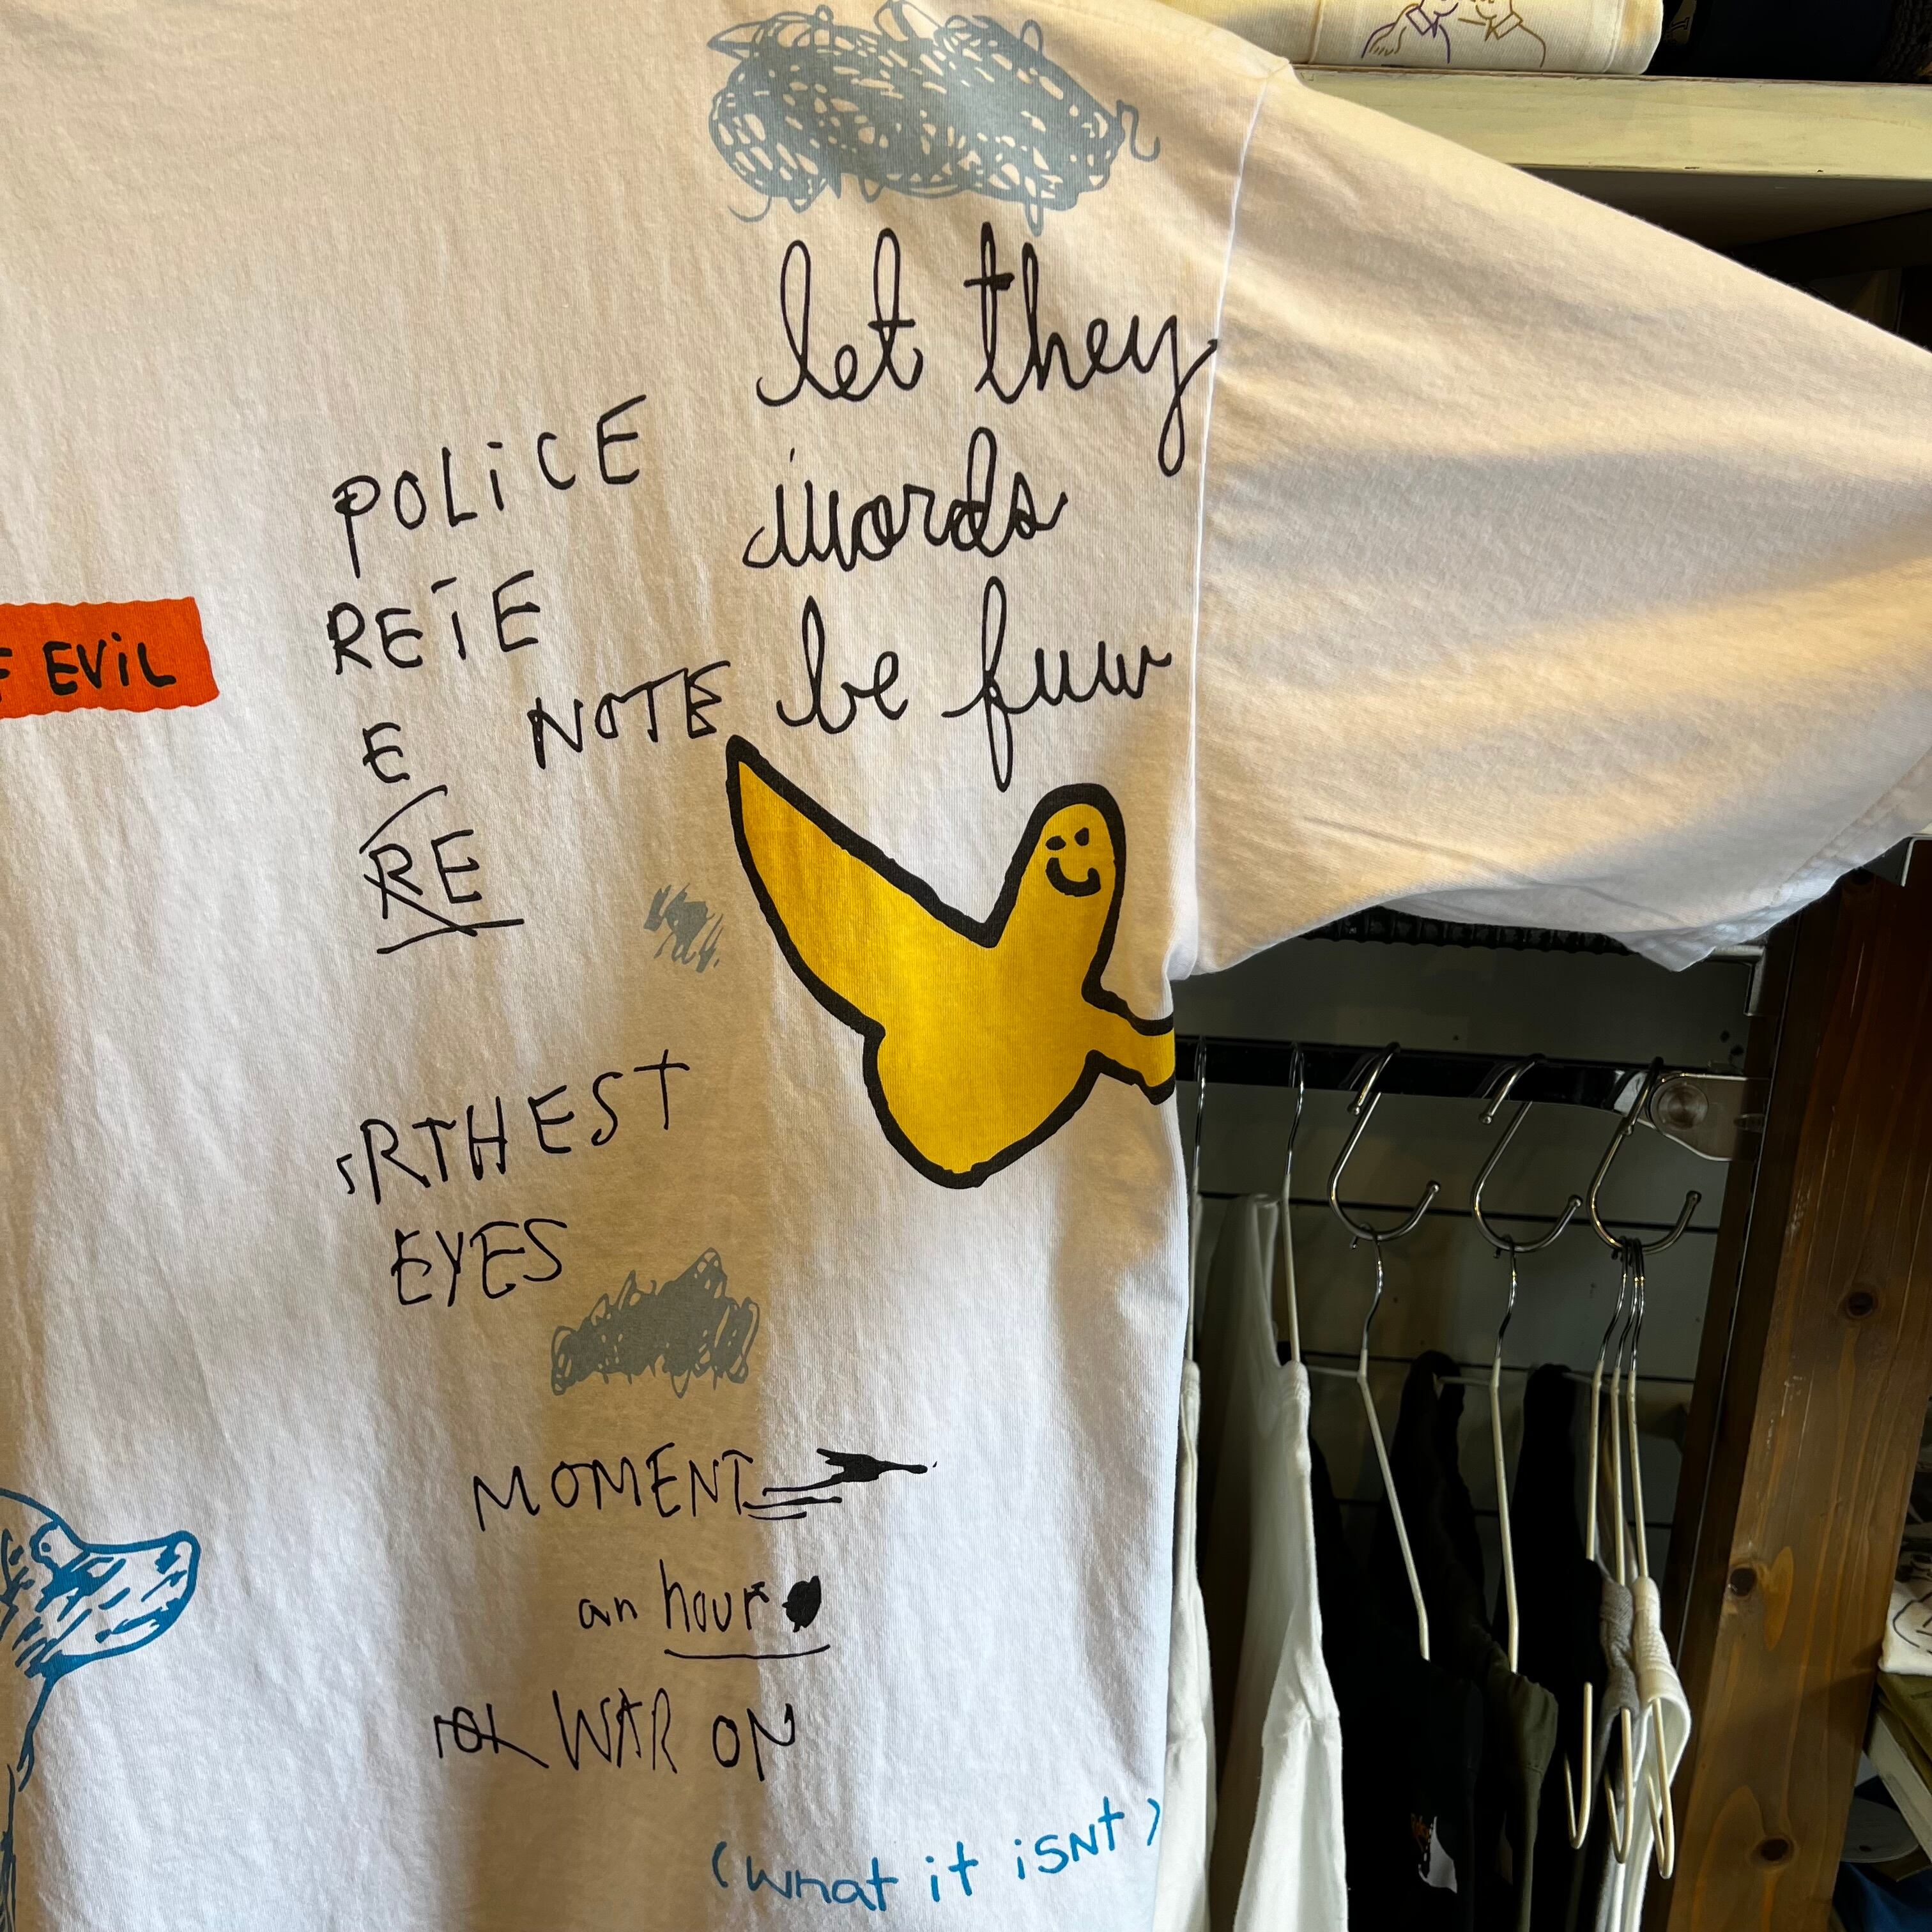 let they
words
be fuw
POLiCE
REiE
E
NOTE
RE
F EViL
RTHEST
EYES
MOMENT
an hour
WAR ON
(what it isNt)